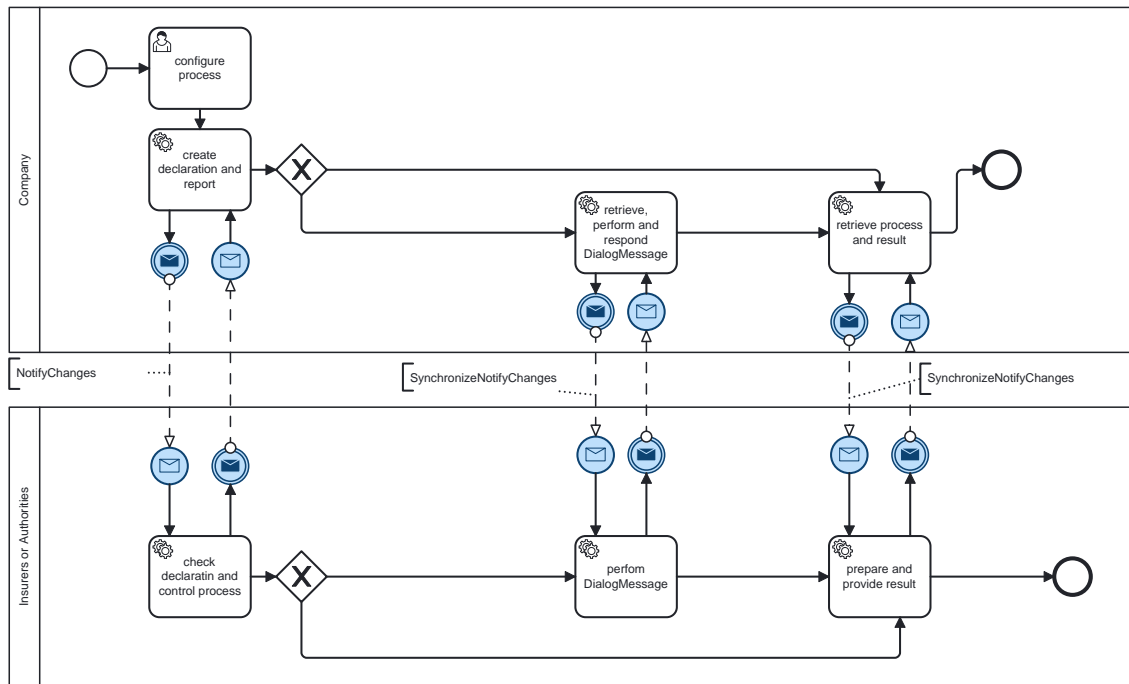 Company
configure
process
create
declaration and
report
retrieve,
perform and
respond
DialogMessage
retrieve process
and result
NotifyChanges
SynchronizeNotifyChanges
SynchronizeNotifyChanges
Insurers or Authorities
check
declaratin and
control process
perfom
DialogMessage
prepare and
provide result